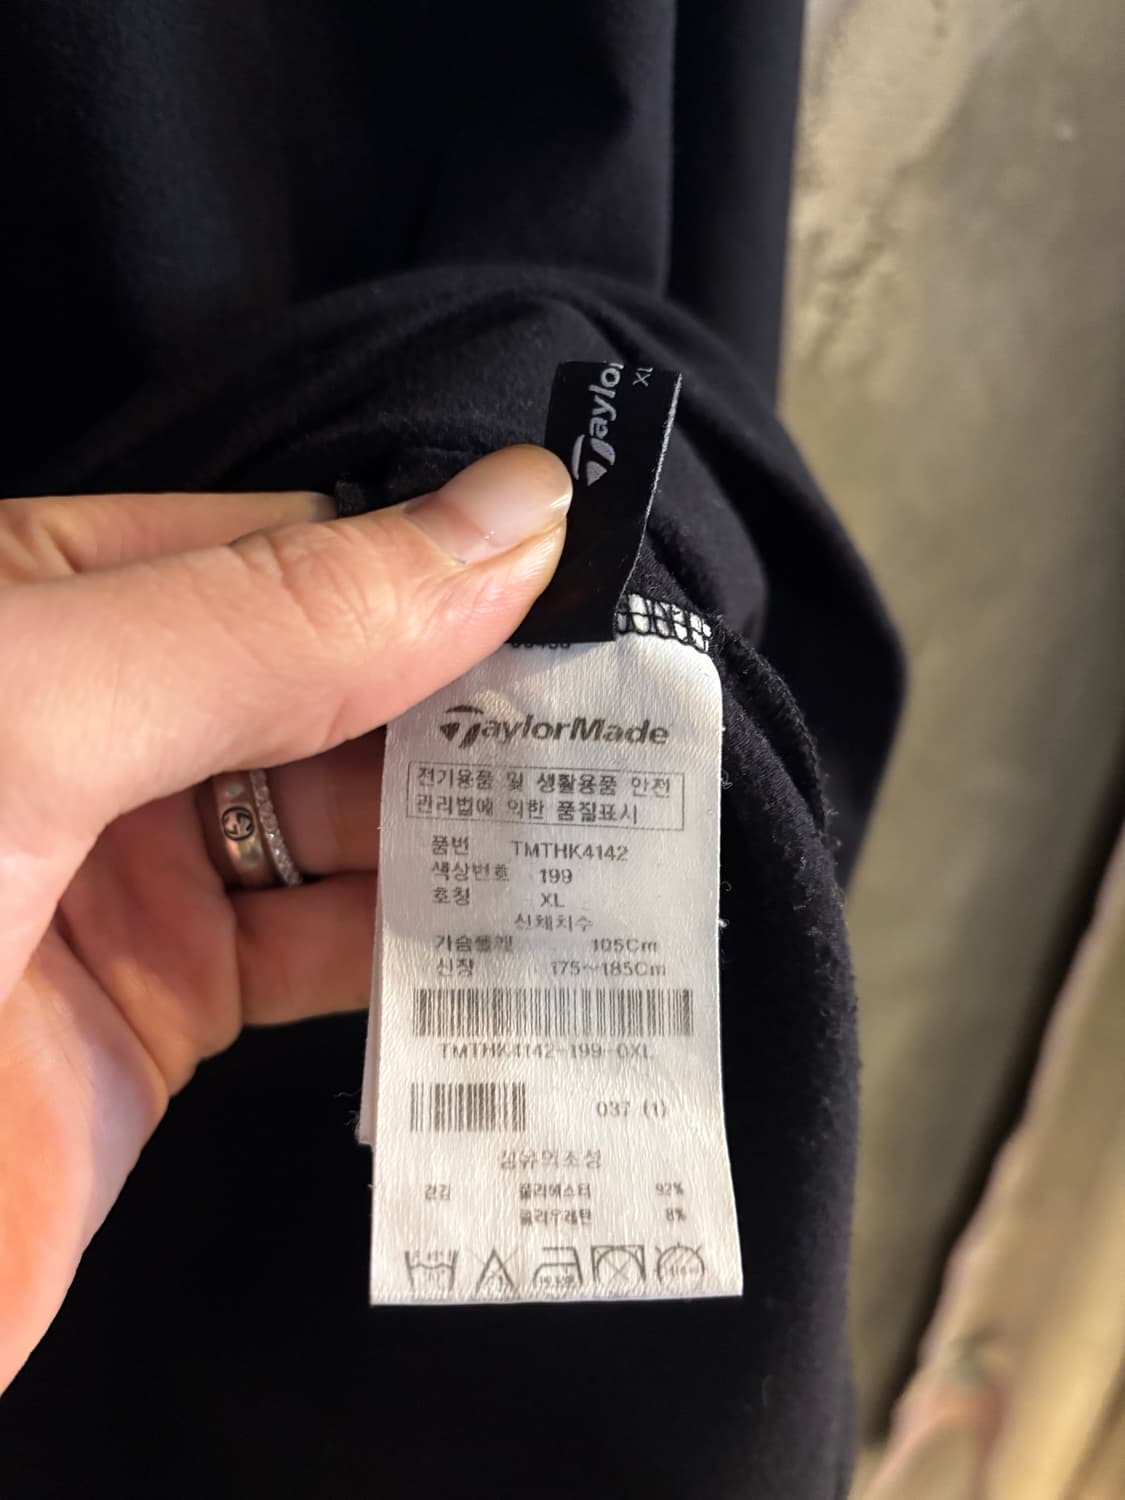 Taylo
XL
TaylorMade
전기용품 및 생활용품 안전
관리법에 의한 품질표시
품번 TMTHK4142
색상번호 199
호칭 XL
신체치수
가슴둘레 105Cm
신장 175~185Cm
TMTHK4142-199-0XL
037 (1)
섬유의조성
겉감 폴리에스터 92%
폴리우레탄 8%